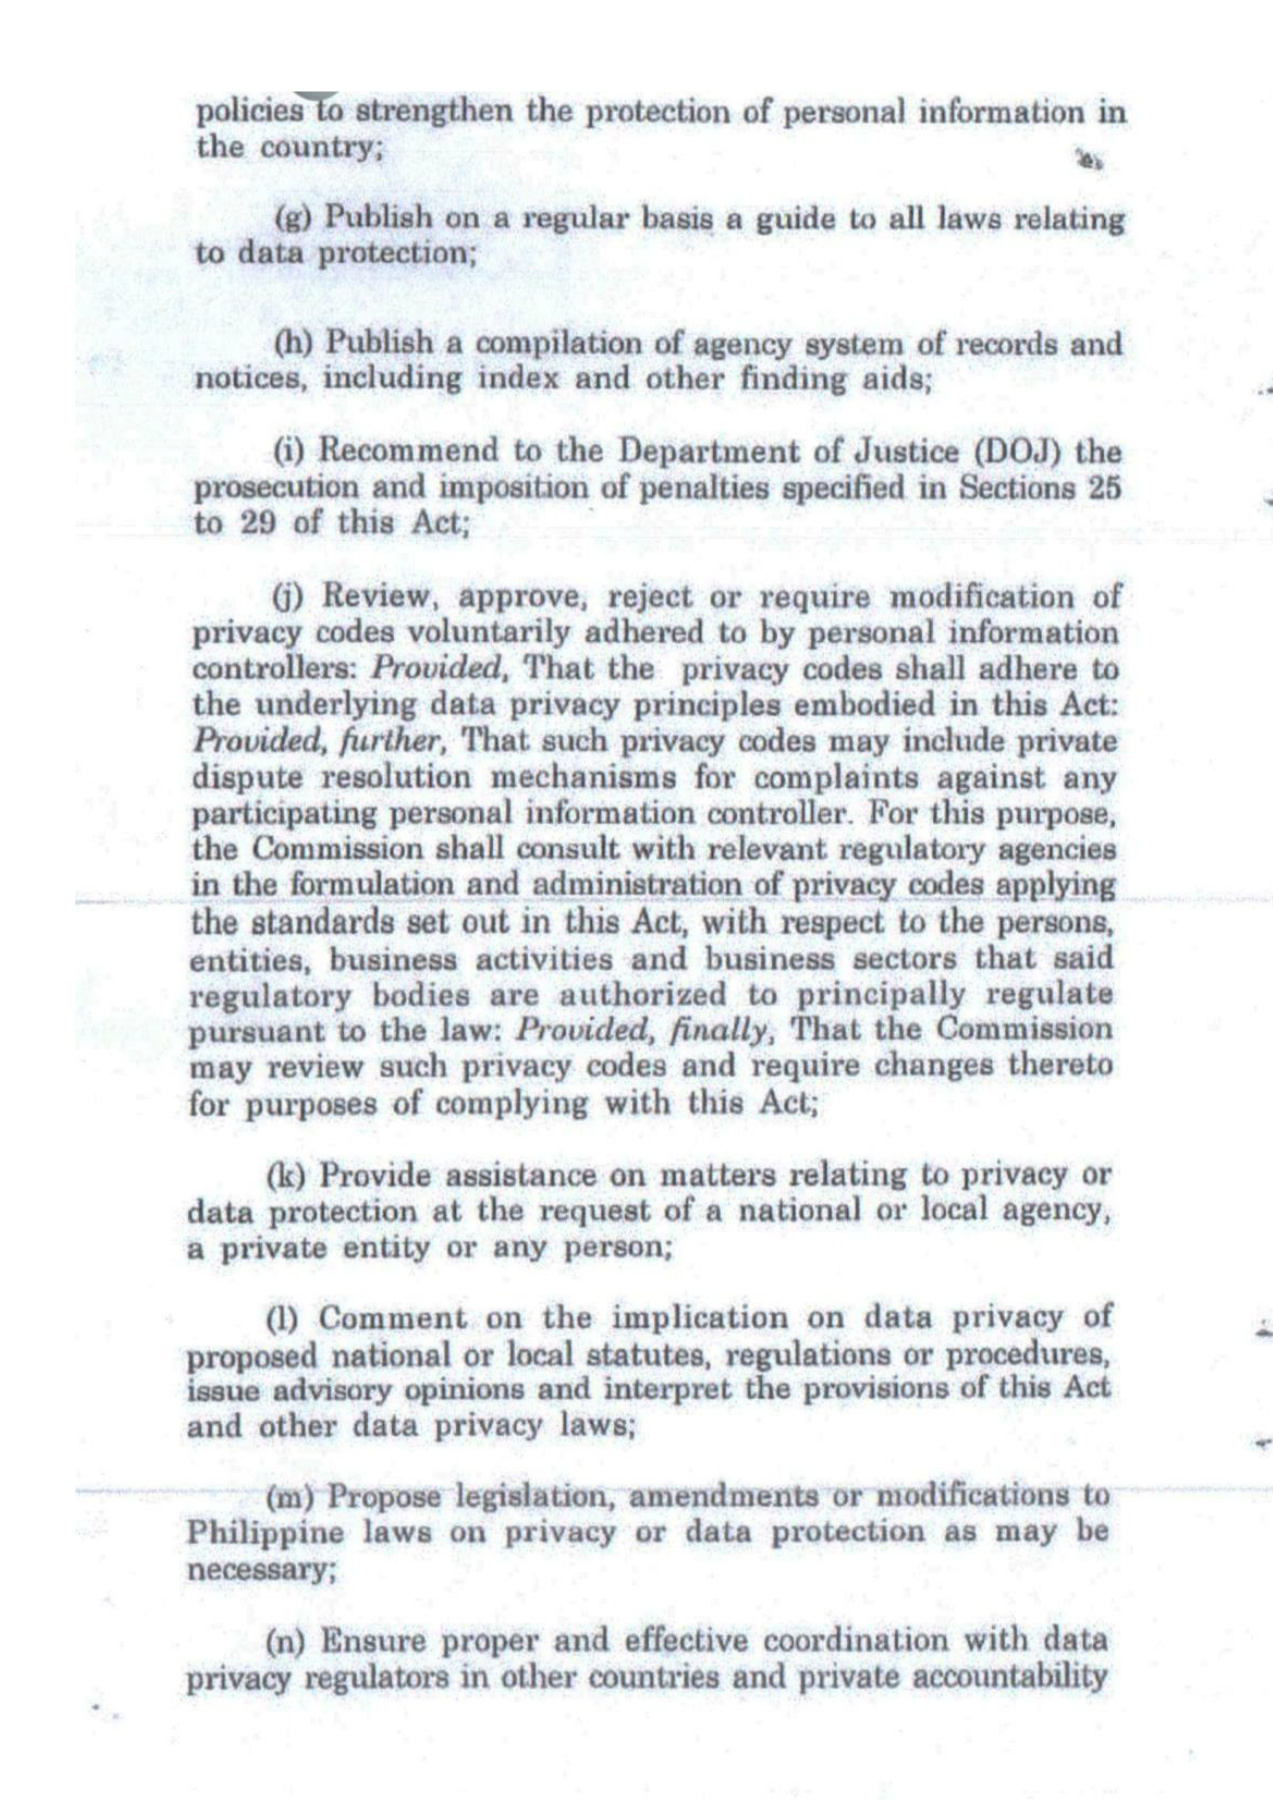 policies to strengthen the protection of personal information in
the country;
(g) Publish on a regular basis a guide to all laws relating
to data protection;
(h) Publish a compilation of agency system of records and
notices, including index and other finding aids;
(i) Recommend to the Department of Justice (DOJ) the
prosecution and imposition of penalties specified in Sections 25
to 29 of this Act;
(j) Review, approve, reject or require modification of
privacy codes voluntarily adhered to by personal information
controllers: Provided, That the privacy codes shall adhere to
the underlying data privacy principles embodied in this Act:
Provided, further, That such privacy codes may include private
dispute resolution mechanisms for complaints against any
participating personal information controller. For this purpose,
the Commission shall consult with relevant regulatory agencies
in the formulation and administration of privacy codes applying
the standards set out in this Act, with respect to the persons,
entities, business activities and business sectors that said
regulatory bodies are authorized to principally regulate
pursuant to the law: Provided, finally, That the Commission
may review such privacy codes and require changes thereto
for purposes of complying with this Act;
(k) Provide assistance on matters relating to privacy or
data protection at the request of a national or local agency,
a private entity or any person;
(l) Comment on the implication on data privacy of
proposed national or local statutes, regulations or procedures,
issue advisory opinions and interpret the provisions of this Act
and other data privacy laws;
(m) Propose legislation, amendments or modifications to
Philippine laws on privacy or data protection as may be
necessary;
(n) Ensure proper and effective coordination with data
privacy regulators in other countries and private accountability